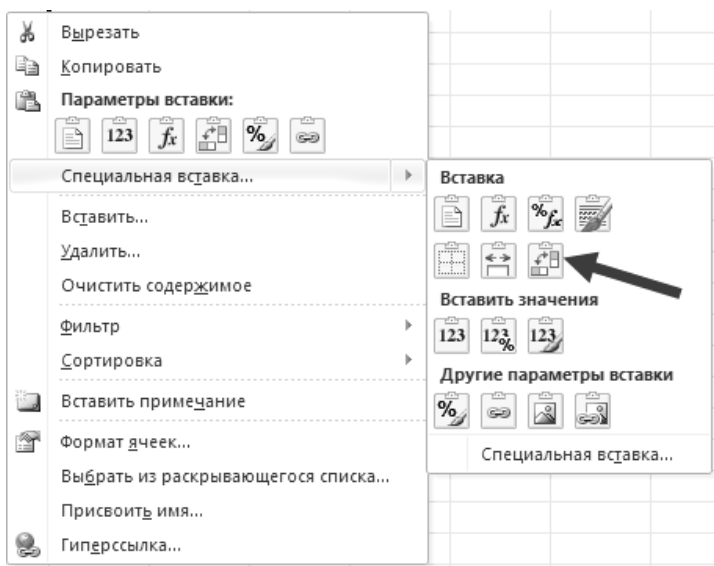 Вырезать
Копировать
Параметры вставки:
123 fx %
Специальная вставка...
Вставить...
Удалить...
Очистить содержимое
Фильтр
Сортировка
Вставить примечание
Формат ячеек...
Выбрать из раскрывающегося списка...
Присвоить имя...
Гиперссылка...
Вставка
fx %fx
Вставить значения
123 123% 123
Другие параметры вставки
%
Специальная вставка...